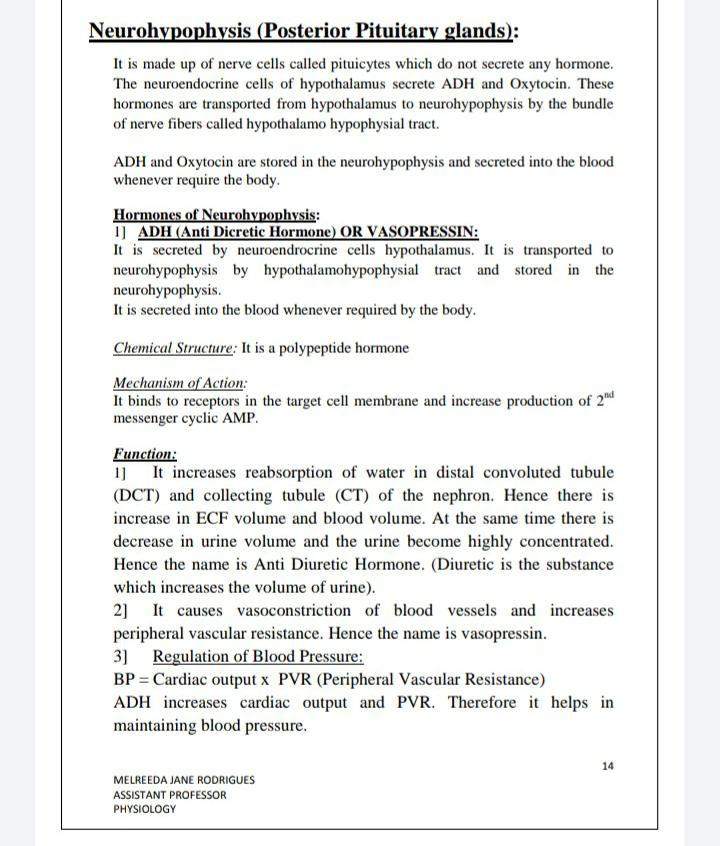 Neurohypophysis (Posterior Pituitary glands):
It is made up of nerve cells called pituicytes which do not secrete any hormone.
The neuroendocrine cells of hypothalamus secrete ADH and Oxytocin. These
hormones are transported from hypothalamus to neurohypophysis by the bundle
of nerve fibers called hypothalamo hypophysial tract.
ADH and Oxytocin are stored in the neurohypophysis and secreted into the blood
whenever require the body.
Hormones of Neurohypophysis:
1] ADH (Anti Dicretic Hormone) OR VASOPRESSIN:
It is secreted by neuroendrocrine cells hypothalamus. It is transported to
neurohypophysis by hypothalamohypophysial tract and stored in the
neurohypophysis.
It is secreted into the blood whenever required by the body.
Chemical Structure: It is a polypeptide hormone
Mechanism of Action:
It binds to receptors in the target cell membrane and increase production of 2nd
messenger cyclic AMP.
Function:
1] It increases reabsorption of water in distal convoluted tubule
(DCT) and collecting tubule (CT) of the nephron. Hence there is
increase in ECF volume and blood volume. At the same time there is
decrease in urine volume and the urine become highly concentrated.
Hence the name is Anti Diuretic Hormone. (Diuretic is the substance
which increases the volume of urine).
2] It causes vasoconstriction of blood vessels and increases
peripheral vascular resistance. Hence the name is vasopressin.
3] Regulation of Blood Pressure:
BP = Cardiac output x PVR (Peripheral Vascular Resistance)
ADH increases cardiac output and PVR. Therefore it helps in
maintaining blood pressure.
14
MELREEDA JANE RODRIGUES
ASSISTANT PROFESSOR
PHYSIOLOGY